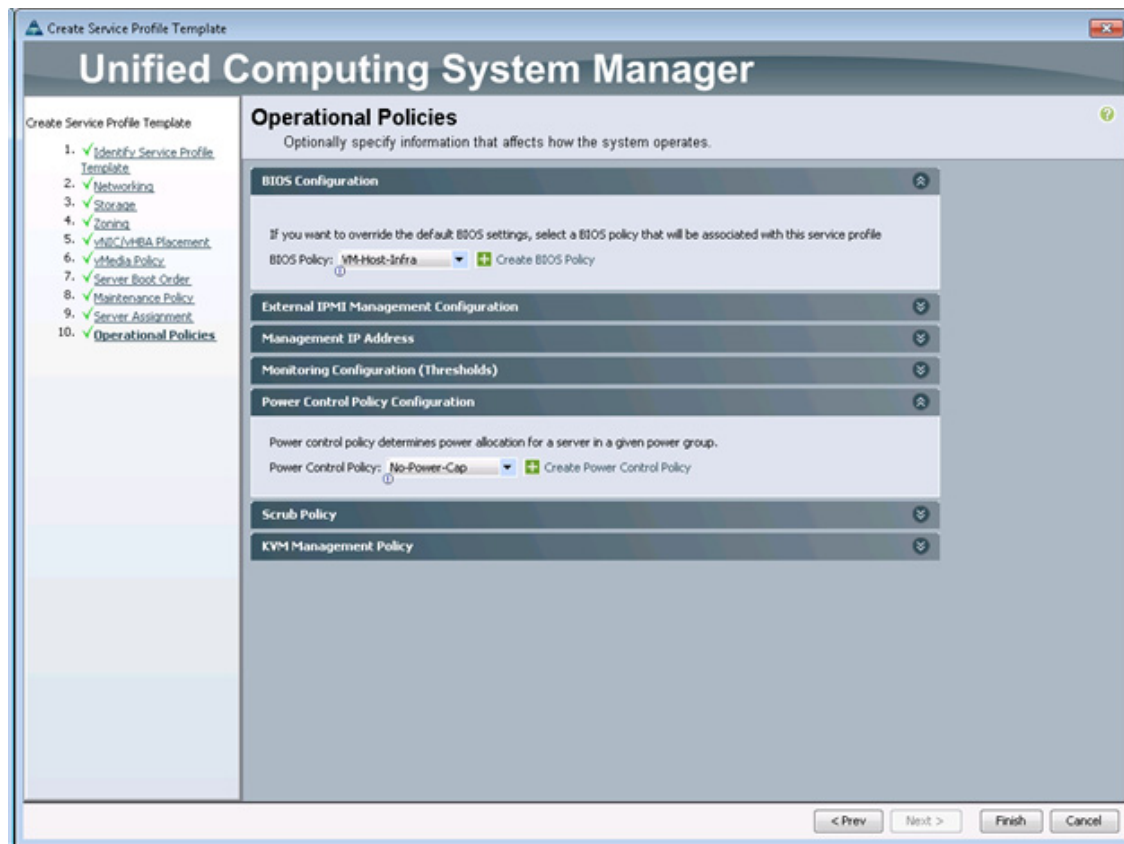 Create Service Profile Template
Unified Computing System Manager
Create Service Profile Template
1. Identify Service Profile
Template
2. Networking
3. Storage
4. Zoning
5. vNIC/vHBA Placement
6. vMedia Policy
7. Server Boot Order
8. Maintenance Policy
9. Server Assignment
10. Operational Policies
Operational Policies
Optionally specify information that affects how the system operates.
BIOS Configuration
If you want to override the default BIOS settings, select a BIOS policy that will be associated with this service profile
BIOS Policy: VM-Host-Infra Create BIOS Policy
External IPMI Management Configuration
Management IP Address
Monitoring Configuration (Thresholds)
Power Control Policy Configuration
Power control policy determines power allocation for a server in a given power group.
Power Control Policy: No-Power-Cap Create Power Control Policy
Scrub Policy
KVM Management Policy
< Prev Next > Finish Cancel